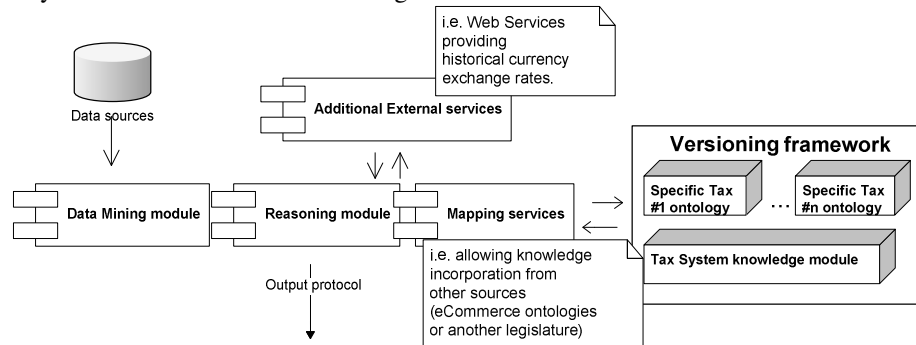 i.e. Web Services
providing
historical currency
exchange rates.
Data sources
Additional External services
Versioning framework
Specific Tax
#1 ontology
...
Specific Tax
#n ontology
Data Mining module
Reasoning module
Mapping services
Tax System knowledge module
i.e. allowing knowledge
incorporation from
other sources
(eCommerce ontologies
or another legislature)
Output protocol